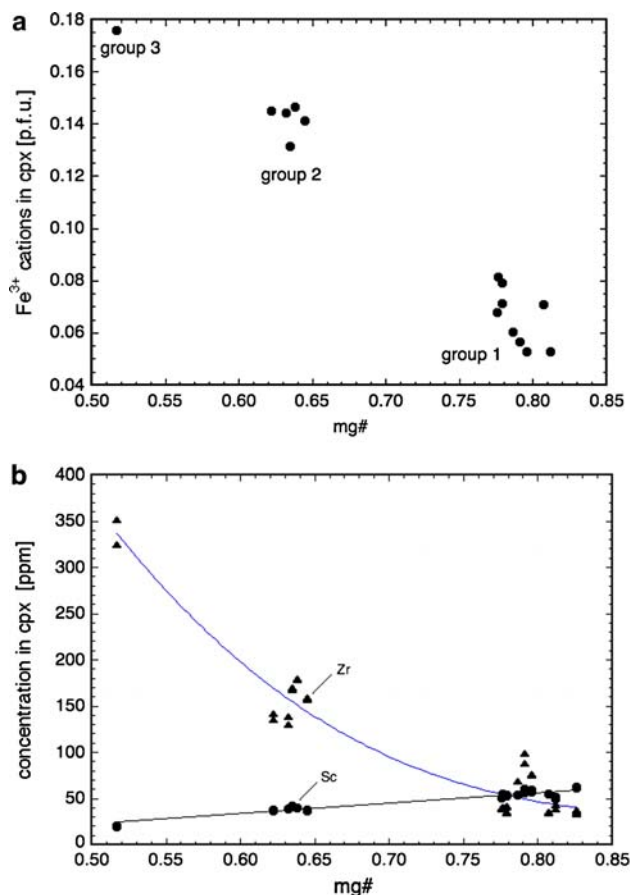 a
0.18
0.16
0.14
0.12
0.10
0.08
0.06
0.04
Fe3+ cations in cpx [p.f.u.]
group 3
group 2
group 1
0.50 0.55 0.60 0.65 0.70 0.75 0.80 0.85
mg#
b
400
350
300
250
200
150
100
50
0
concentration in cpx [ppm]
Zr
Sc
0.50 0.55 0.60 0.65 0.70 0.75 0.80 0.85
mg#